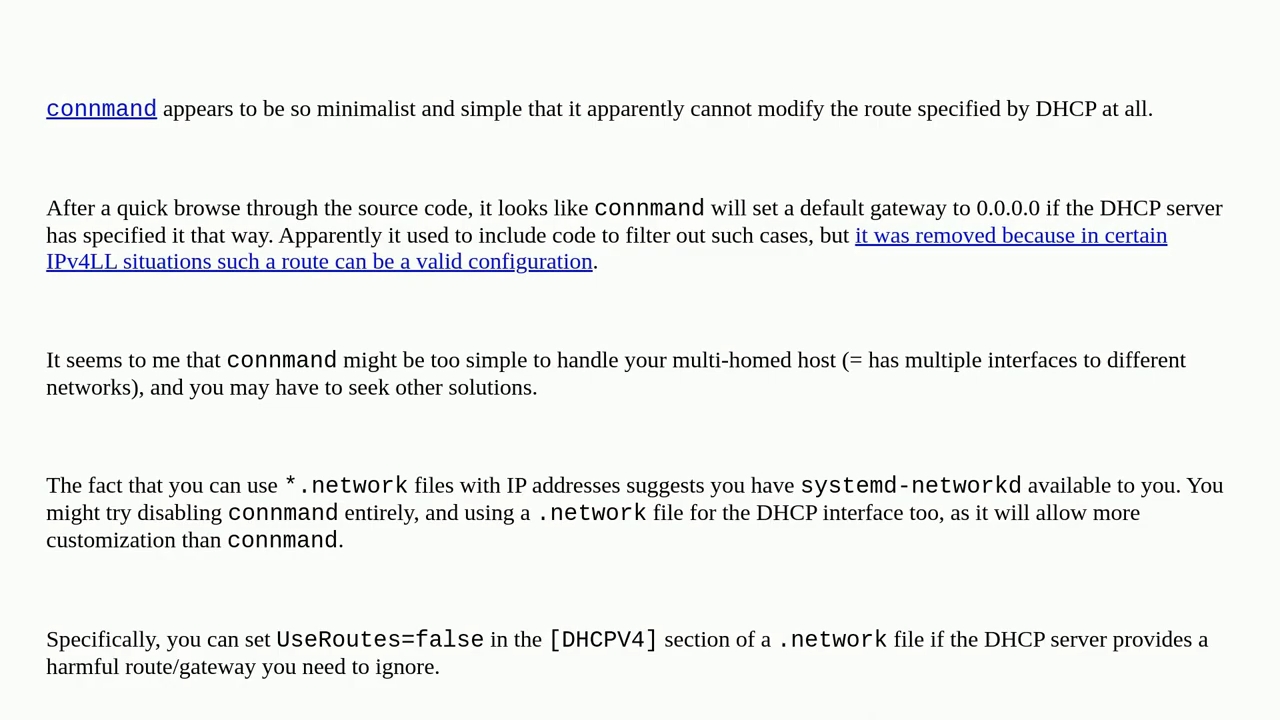 connmand appears to be so minimalist and simple that it apparently cannot modify the route specified by DHCP at all.
After a quick browse through the source code, it looks like connmand will set a default gateway to 0.0.0.0 if the DHCP server
has specified it that way. Apparently it used to include code to filter out such cases, but it was removed because in certain
IPv4LL situations such a route can be a valid configuration.
It seems to me that connmand might be too simple to handle your multi-homed host (= has multiple interfaces to different
networks), and you may have to seek other solutions.
The fact that you can use *.network files with IP addresses suggests you have systemd-networkd available to you. You
might try disabling connmand entirely, and using a .network file for the DHCP interface too, as it will allow more
customization than connmand.
Specifically, you can set UseRoutes=false in the [DHCPV4] section of a .network file if the DHCP server provides a
harmful route/gateway you need to ignore.